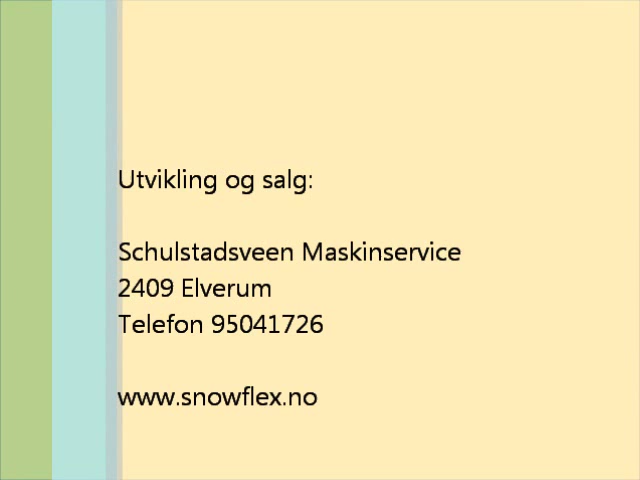 Utvikling og salg:
Schulstadsveen Maskinservice
2409 Elverum
Telefon 95041726
www.snowflex.no